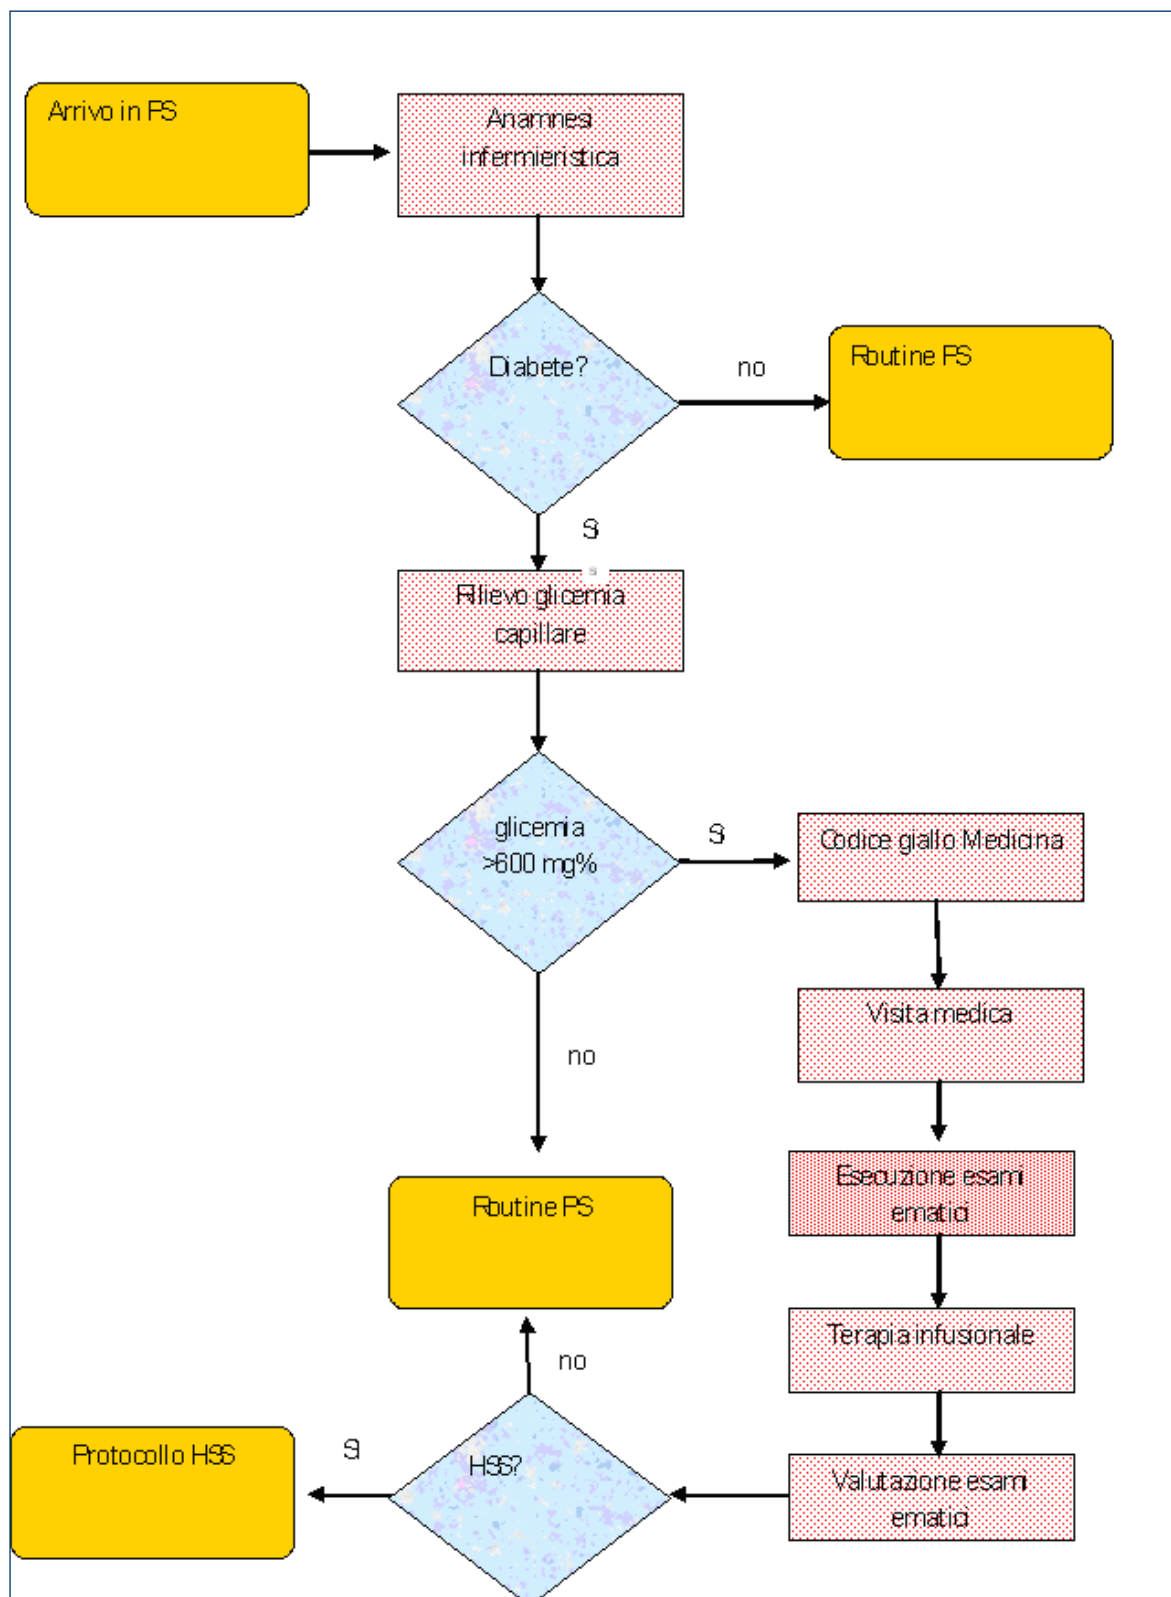 Arrivo in PS
Anamnesi
infermieristica
Diabete?
no
Routine PS
Si
si
Rilievo glicemia
capillare
glicemia
>600 mg%
Si
Codice giallo Medicina
Visita medica
no
Esecuzione esami
ematici
Routine PS
Terapia infusionale
no
Valutazione esami
ematici
HSS?
Si
Protocollo HSS